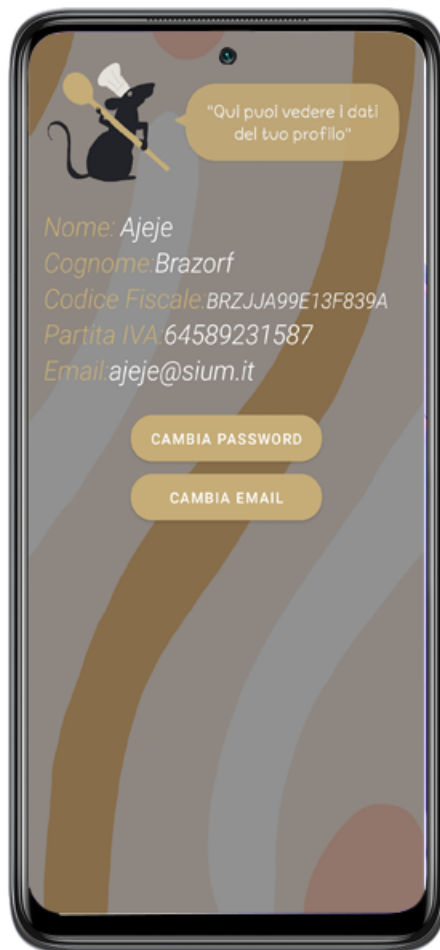 "Qui puoi vedere i dati
del tuo profilo"
Nome: Ajeje
Cognome:Brazorf
Codice Fiscale:BRZJJA99E13F839A
Partita IVA:64589231587
Email:ajeje@sium.it
CAMBIA PASSWORD
CAMBIA EMAIL